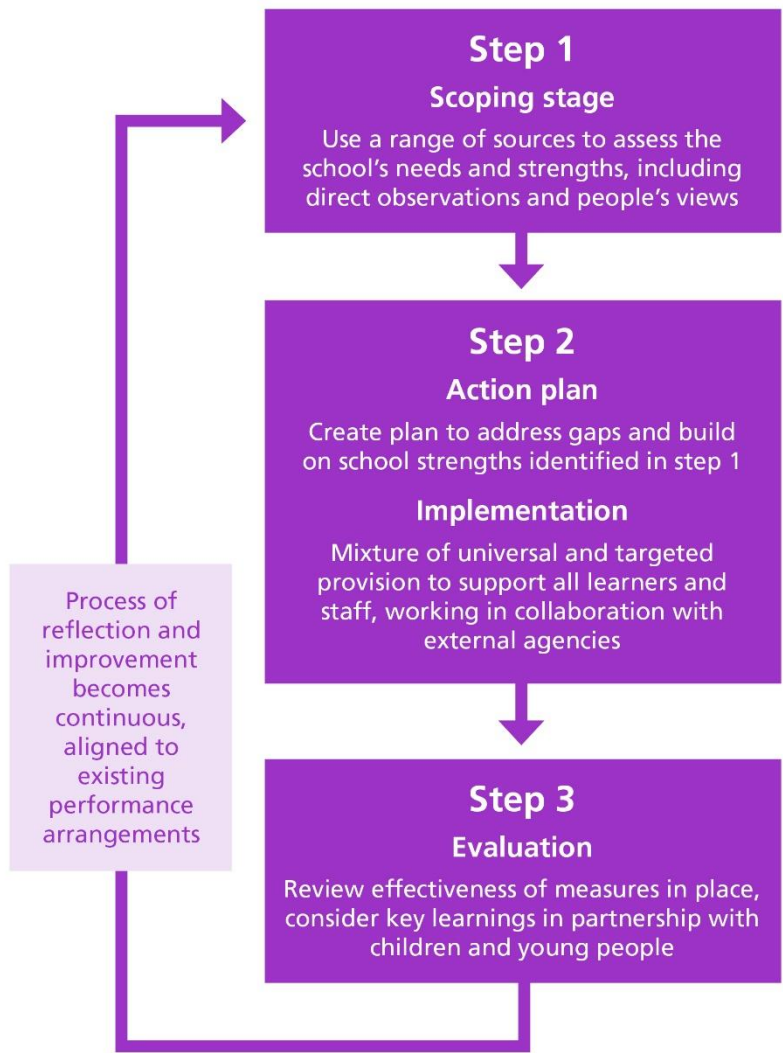 Step 1
Scoping stage
Use a range of sources to assess the
school’s needs and strengths, including
direct observations and people’s views
Step 2
Action plan
Create plan to address gaps and build
on school strengths identified in step 1
Implementation
Mixture of universal and targeted
provision to support all learners and
staff, working in collaboration with
external agencies
Step 3
Evaluation
Review effectiveness of measures in place,
consider key learnings in partnership with
children and young people
Process of
reflection and
improvement
becomes
continuous,
aligned to
existing
performance
arrangements